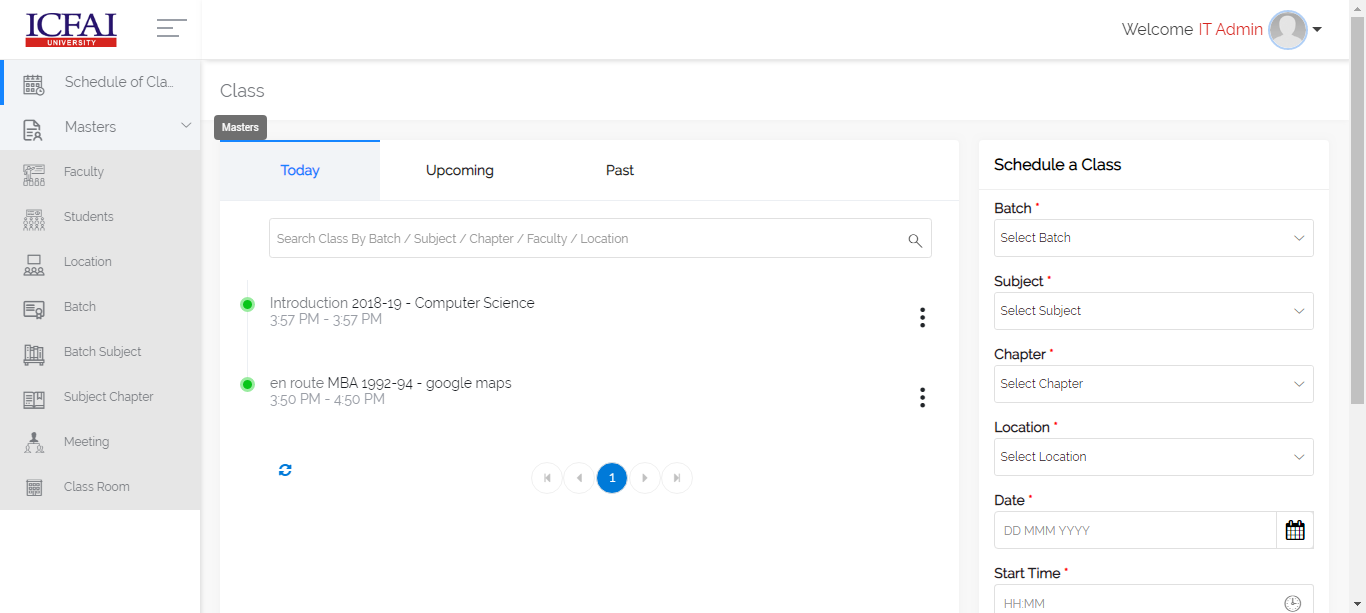 ICFAI
UNIVERSITY
Welcome IT Admin
Schedule of Cla...
Masters
Faculty
Students
Location
Batch
Batch Subject
Subject Chapter
Meeting
Class Room
Class
Masters
Today
Upcoming
Past
Search Class By Batch / Subject / Chapter / Faculty / Location
Introduction 2018-19 - Computer Science
3:57 PM - 3:57 PM
en route MBA 1992-94 - google maps
3:50 PM - 4:50 PM
1
Schedule a Class
Batch *
Select Batch
Subject *
Select Subject
Chapter *
Select Chapter
Location *
Select Location
Date *
DD MMM YYYY
Start Time *
HH:MM